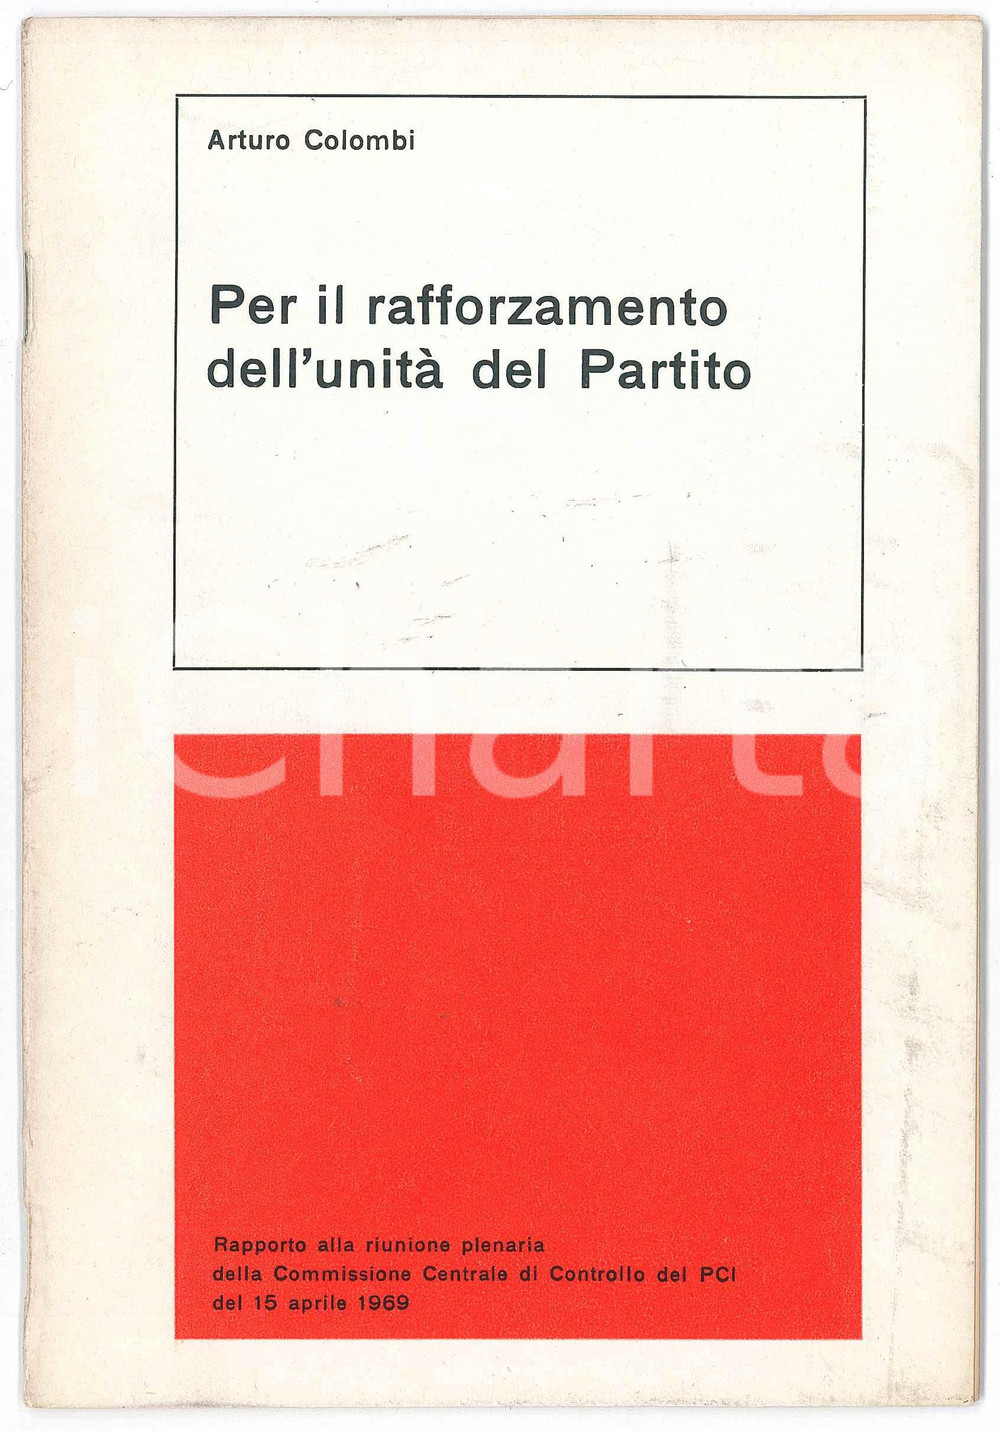 Arturo Colombi
Per il rafforzamento
dell'unità del Partito
icharta
Rapporto alla riunione plenaria
della Commissione Centrale di Controllo del PCI
del 15 aprile 1969